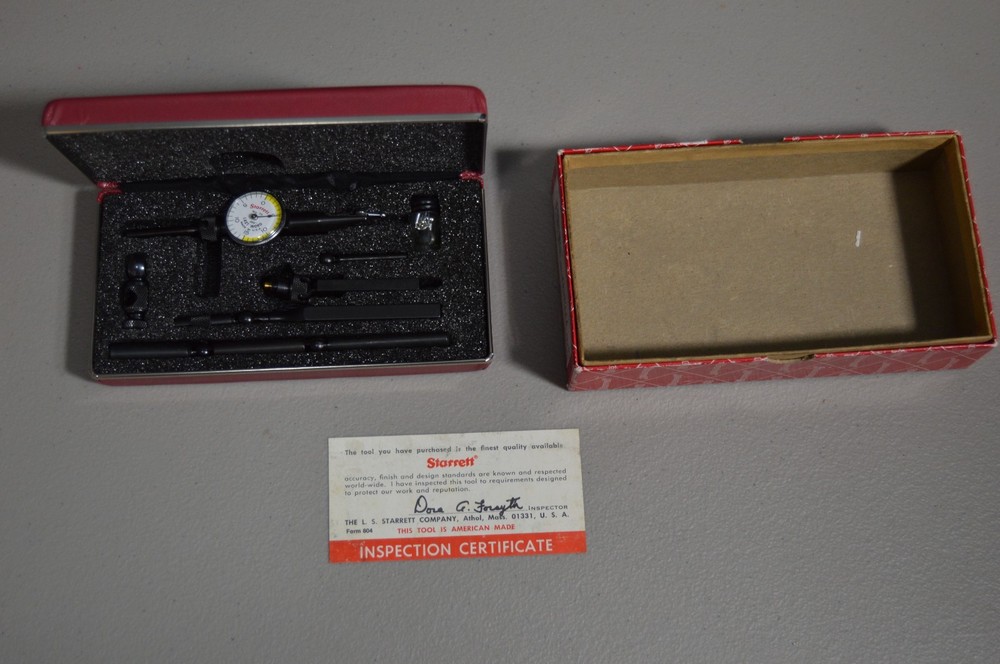 Starrett
The tool you have purchased is the finest quality available
Starrett®
accuracy, finish and design standards are known and respected
world-wide. I have inspected this tool to requirements designed
to protect our work and reputation.
Dora G. Forsyth INSPECTOR
THE L. S. STARRETT COMPANY, Athol, Mass. 01331, U. S. A.
Form 804 THIS TOOL IS AMERICAN MADE
INSPECTION CERTIFICATE